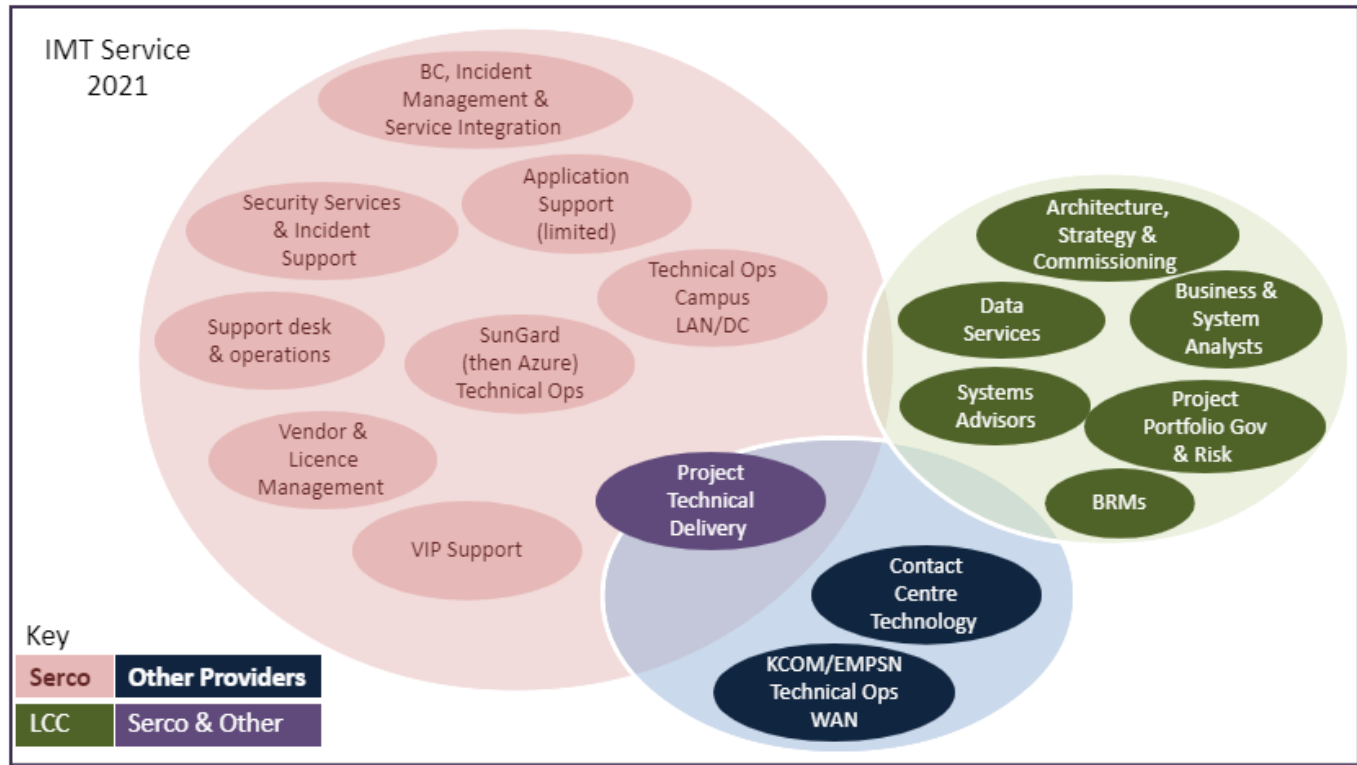 IMT Service
2021
BC, Incident
Management &
Service Integration
Application
Support
(limited)
Security Services
& Incident
Support
Technical Ops
Campus
LAN/DC
Support desk
& operations
SunGard
(then Azure)
Technical Ops
Vendor &
Licence
Management
VIP Support
Project
Technical
Delivery
Architecture,
Strategy &
Commissioning
Data
Services
Business &
System
Analysts
Systems
Advisors
Project
Portfolio Gov
& Risk
BRMs
Contact
Centre
Technology
KCOM/EMPSN
Technical Ops
WAN
Key
Serco
Other Providers
LCC
Serco & Other